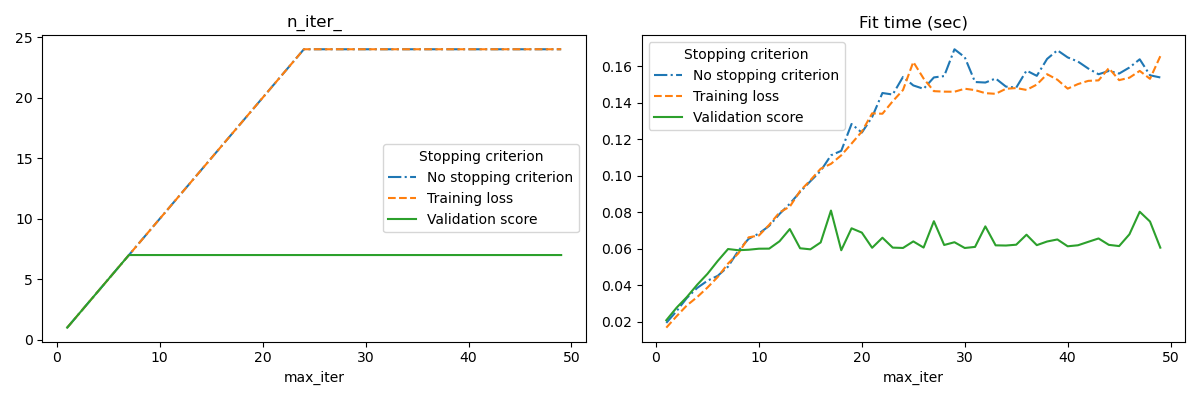 n_iter_
25
20
15
10
5
0
Stopping criterion
No stopping criterion
Training loss
Validation score
0
10
20
30
40
50
max_iter
Fit time (sec)
Stopping criterion
No stopping criterion
Training loss
Validation score
0.16
0.14
0.12
0.10
0.08
0.06
0.04
0.02
0
10
20
30
40
50
max_iter